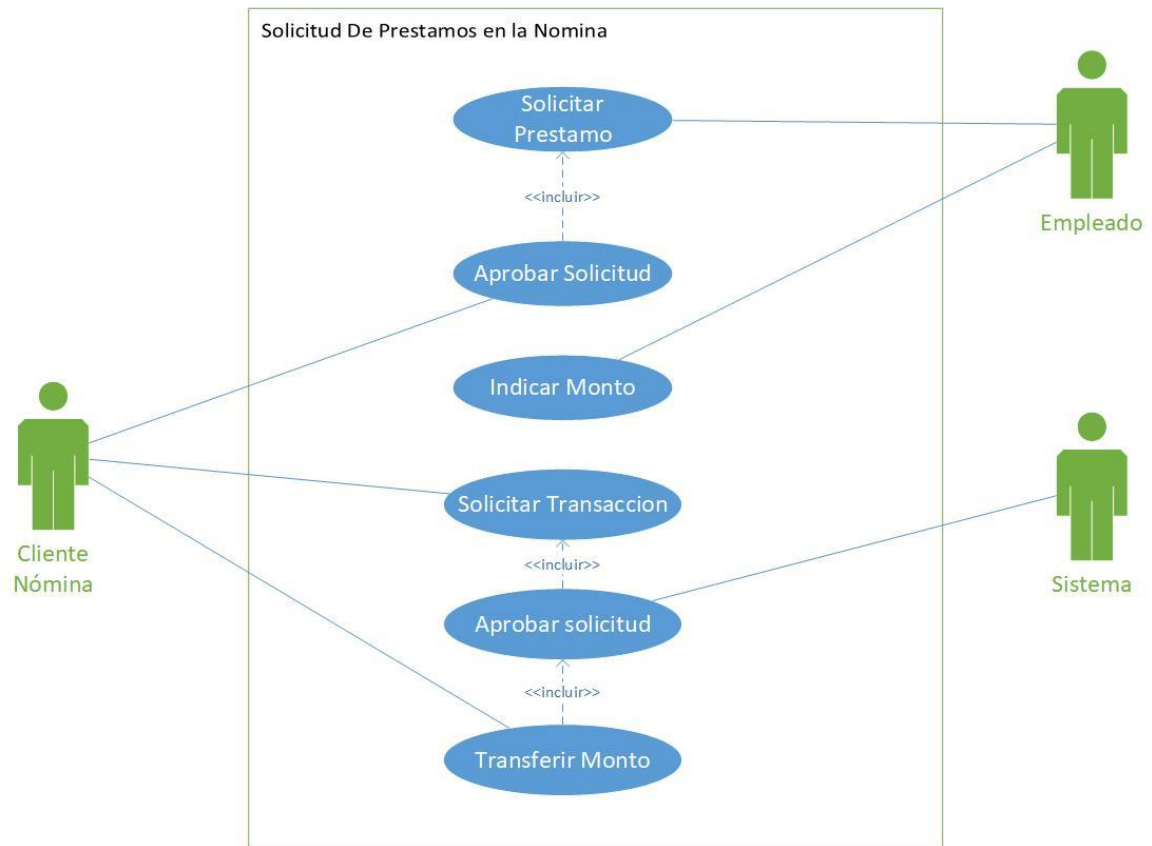 Solicitud De Prestamos en la Nomina
Solicitar
Prestamo
<<incluir>>
Empleado
Aprobar Solicitud
Indicar Monto
Solicitar Transaccion
Cliente
Nómina
<<incluir>>
Sistema
Aprobar solicitud
<<incluir>>
Transferir Monto